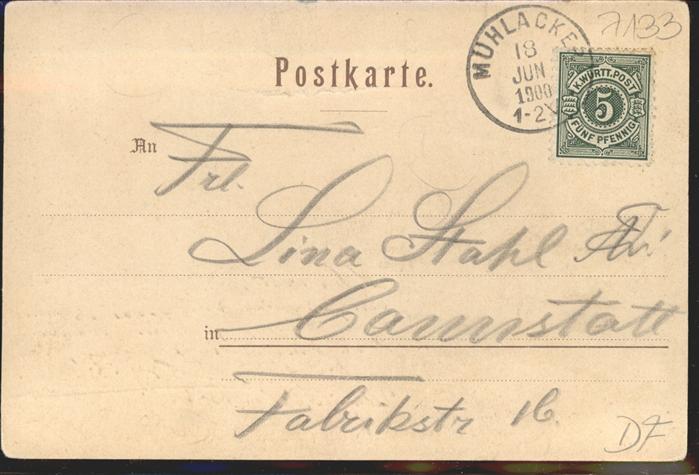 7133
MÜHLACKER
18
JUN
1900
1-2
K. WÜRTT. POST
5
FÜNF PFENNIG
Postkarte.
An
Frl.
Lina Stahl
in Cannstatt
Fabrikstr 16.
DF